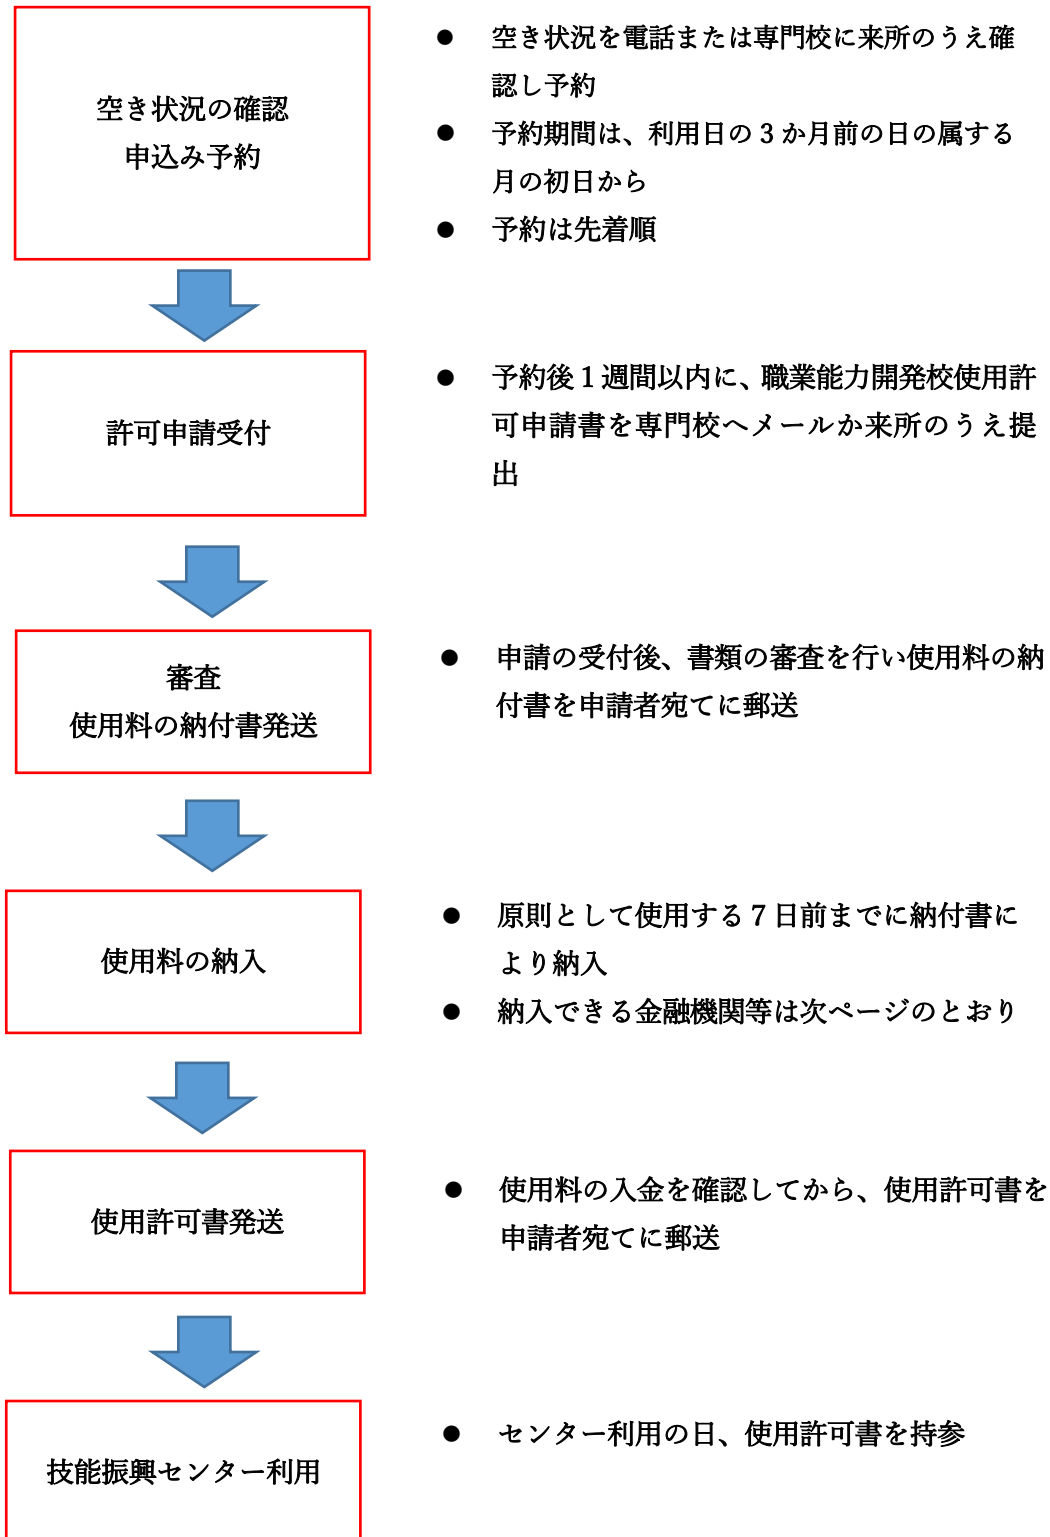 空き状況の確認
申込み予約
● 空き状況を電話または専門校に来所のうえ確
認し予約
● 予約期間は、利用日の3か月前の日の属する
月の初日から
● 予約は先着順
許可申請受付
● 予約後1週間以内に、職業能力開発校使用許
可申請書を専門校へメールか来所のうえ提
出
審査
使用料の納付書発送
● 申請の受付後、書類の審査を行い使用料の納
付書を申請者宛てに郵送
使用料の納入
● 原則として使用する7日前までに納付書に
より納入
● 納入できる金融機関等は次ページのとおり
使用許可書発送
● 使用料の入金を確認してから、使用許可書を
申請者宛てに郵送
技能振興センター利用
● センター利用の日、使用許可書を持参